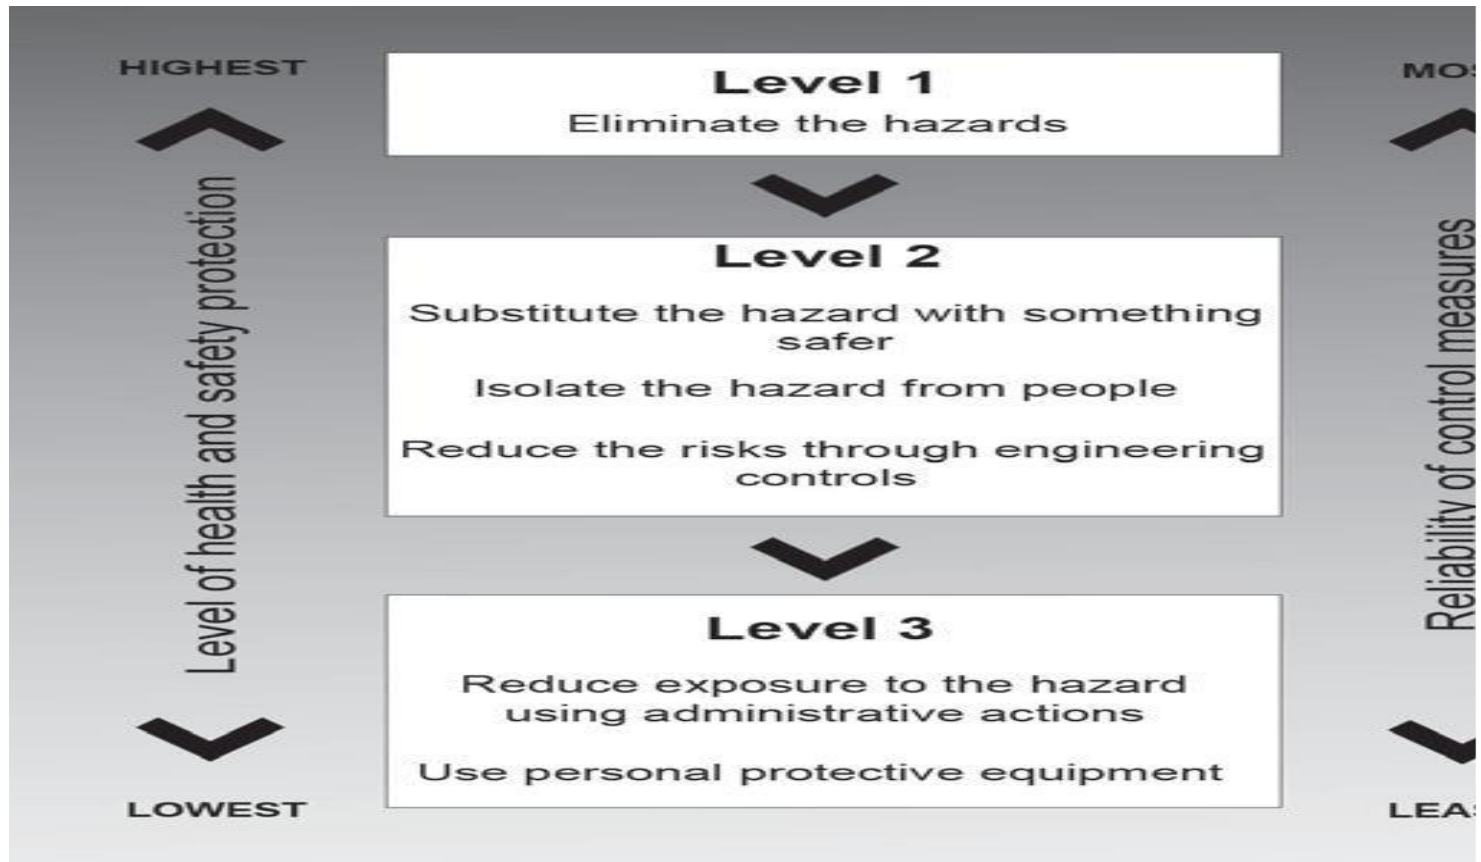 HIGHEST
Level of health and safety protection
LOWEST
Level 1
Eliminate the hazards
Level 2
Substitute the hazard with something
safer
Isolate the hazard from people
Reduce the risks through engineering
controls
Level 3
Reduce exposure to the hazard
using administrative actions
Use personal protective equipment
MOS
Reliability of control measures
LEAS